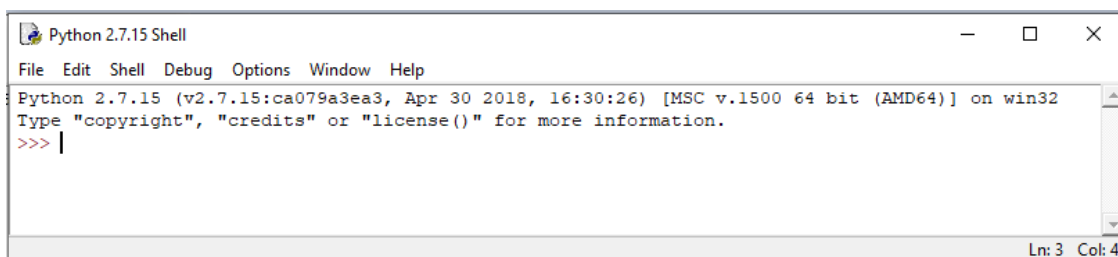 Python 2.7.15 Shell
File Edit Shell Debug Options Window Help
Python 2.7.15 (v2.7.15:ca079a3ea3, Apr 30 2018, 16:30:26) [MSC v.1500 64 bit (AMD64)] on win32
Type "copyright", "credits" or "license()" for more information.
>>>
Ln: 3 Col: 4